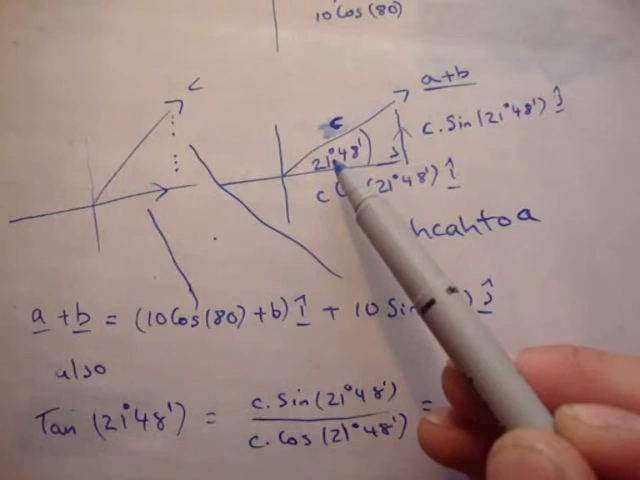 10 Cos (80)
c
a+b
c
c. Sin (21°48') ĵ
21°48'
c (21°48') î
hcahtoa
a + b = (10 Cos (80) + b) î + 10 Sin ) ĵ
also
Tan (21°48') = c. Sin (21°48') =
c. Cos (21°48')